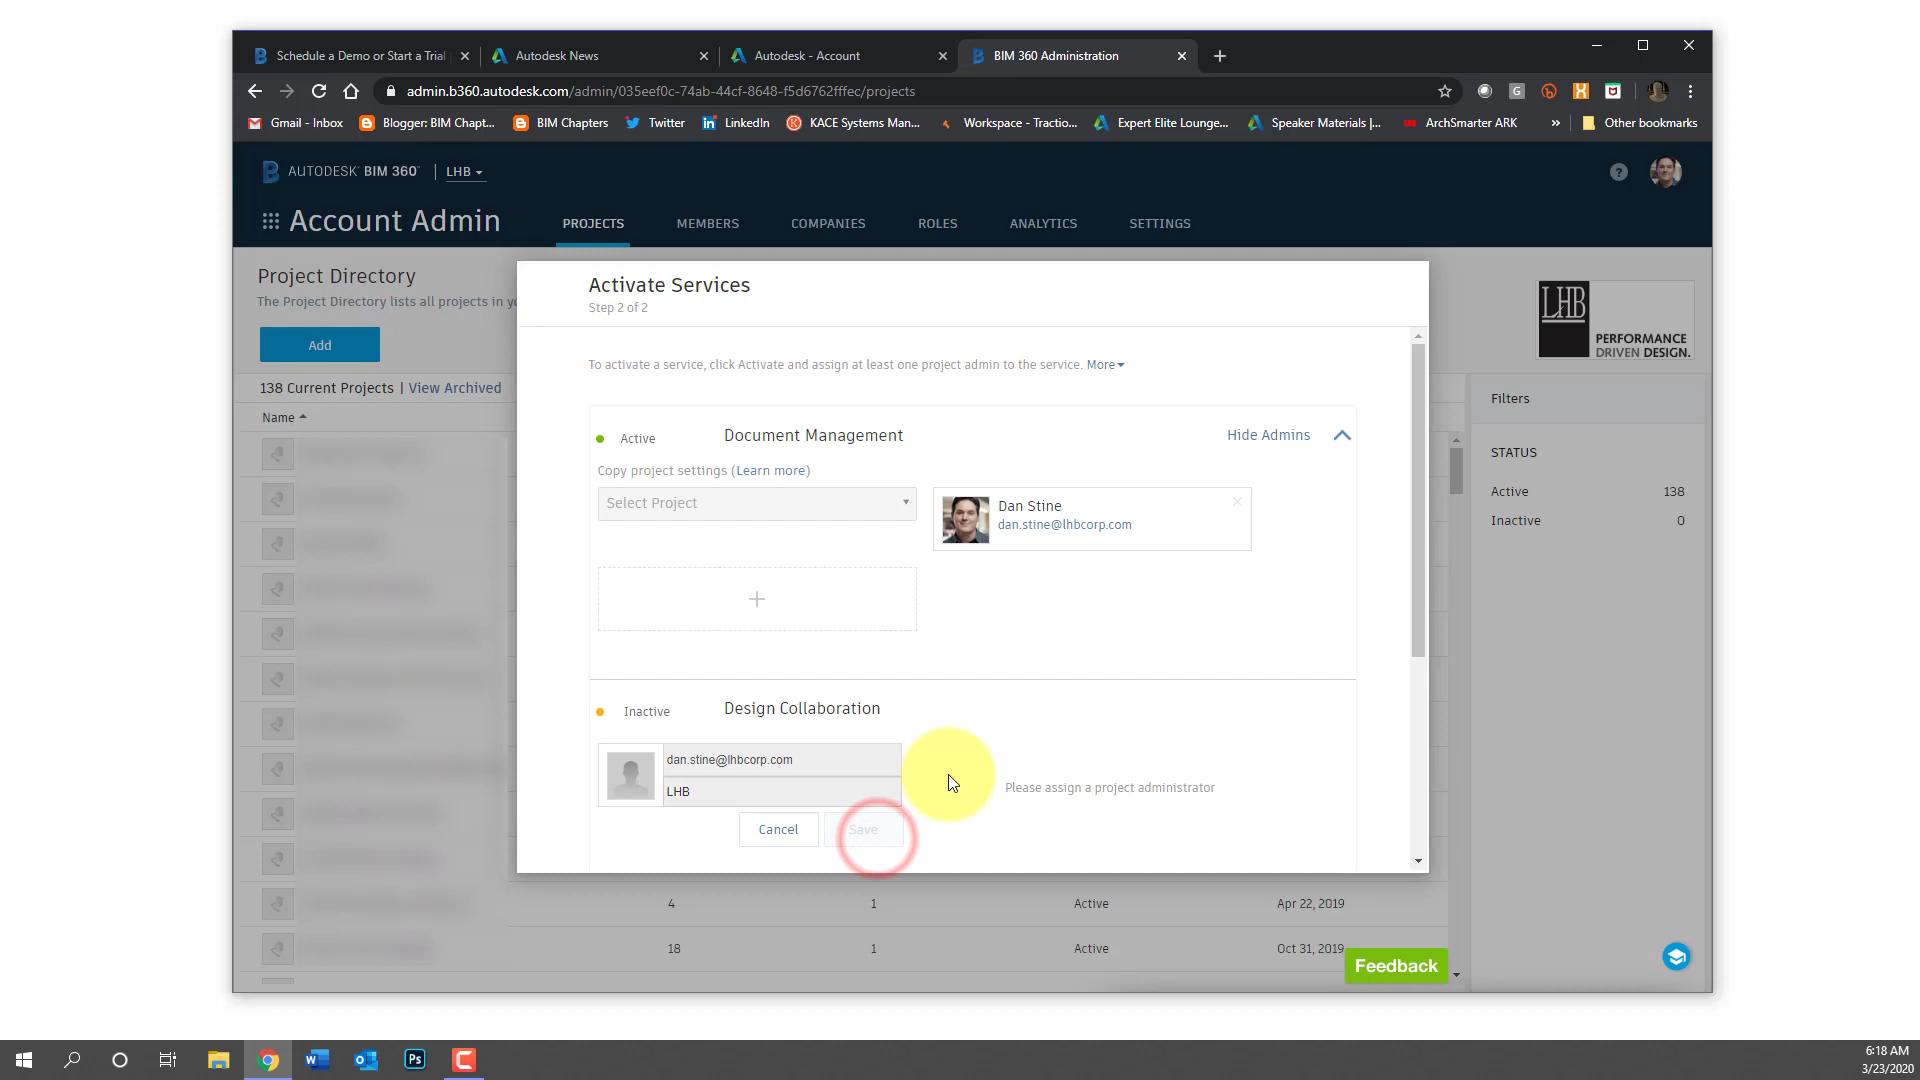 Schedule a Demo or Start a Trial
Autodesk News
Autodesk - Account
BIM 360 Administration
admin.b360.autodesk.com/admin/035eef0c-74ab-44cf-8648-f5d6762fffec/projects
Gmail - Inbox
Blogger: BIM Chapt...
BIM Chapters
Twitter
LinkedIn
KACE Systems Man...
Workspace - Tractio...
Expert Elite Lounge...
Speaker Materials |...
ArchSmarter ARK
»
Other bookmarks
AUTODESK® BIM 360™
LHB
Account Admin
PROJECTS
MEMBERS
COMPANIES
ROLES
ANALYTICS
SETTINGS
Project Directory
The Project Directory lists all projects in yo
Add
138 Current Projects | View Archived
Name
Activate Services
Step 2 of 2
To activate a service, click Activate and assign at least one project admin to the service. More
Active
Document Management
Hide Admins
Copy project settings (Learn more)
Select Project
Dan Stine
dan.stine@lhbcorp.com
Inactive
Design Collaboration
dan.stine@lhbcorp.com
LHB
Please assign a project administrator
Cancel
Save
LHB
PERFORMANCE
DRIVEN DESIGN.
Filters
STATUS
Active 138
Inactive 0
4 1 Active Apr 22, 2019
18 1 Active Oct 31, 2019
Feedback
6:18 AM
3/23/2020